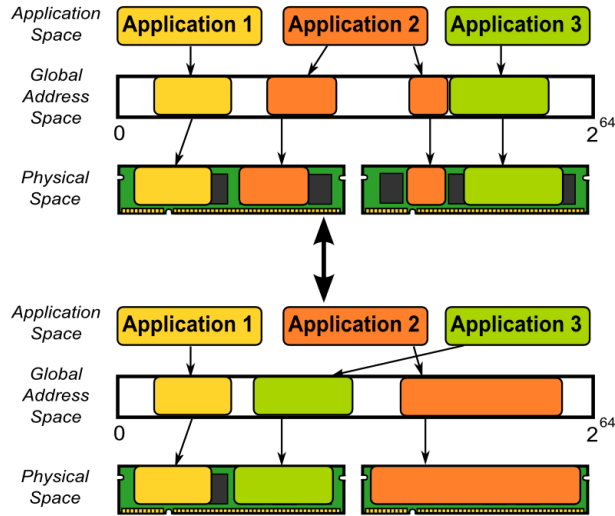 Application
Space
Application 1
Application 2
Application 3
Global
Address
Space
0
2^64
Physical
Space
Application
Space
Application 1
Application 2
Application 3
Global
Address
Space
0
2^64
Physical
Space